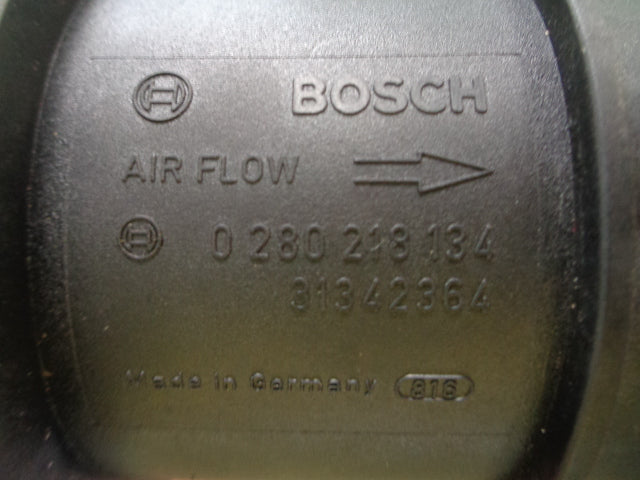 BOSCH
AIR FLOW
0 280 218 134
31342364
Made in Germany 816